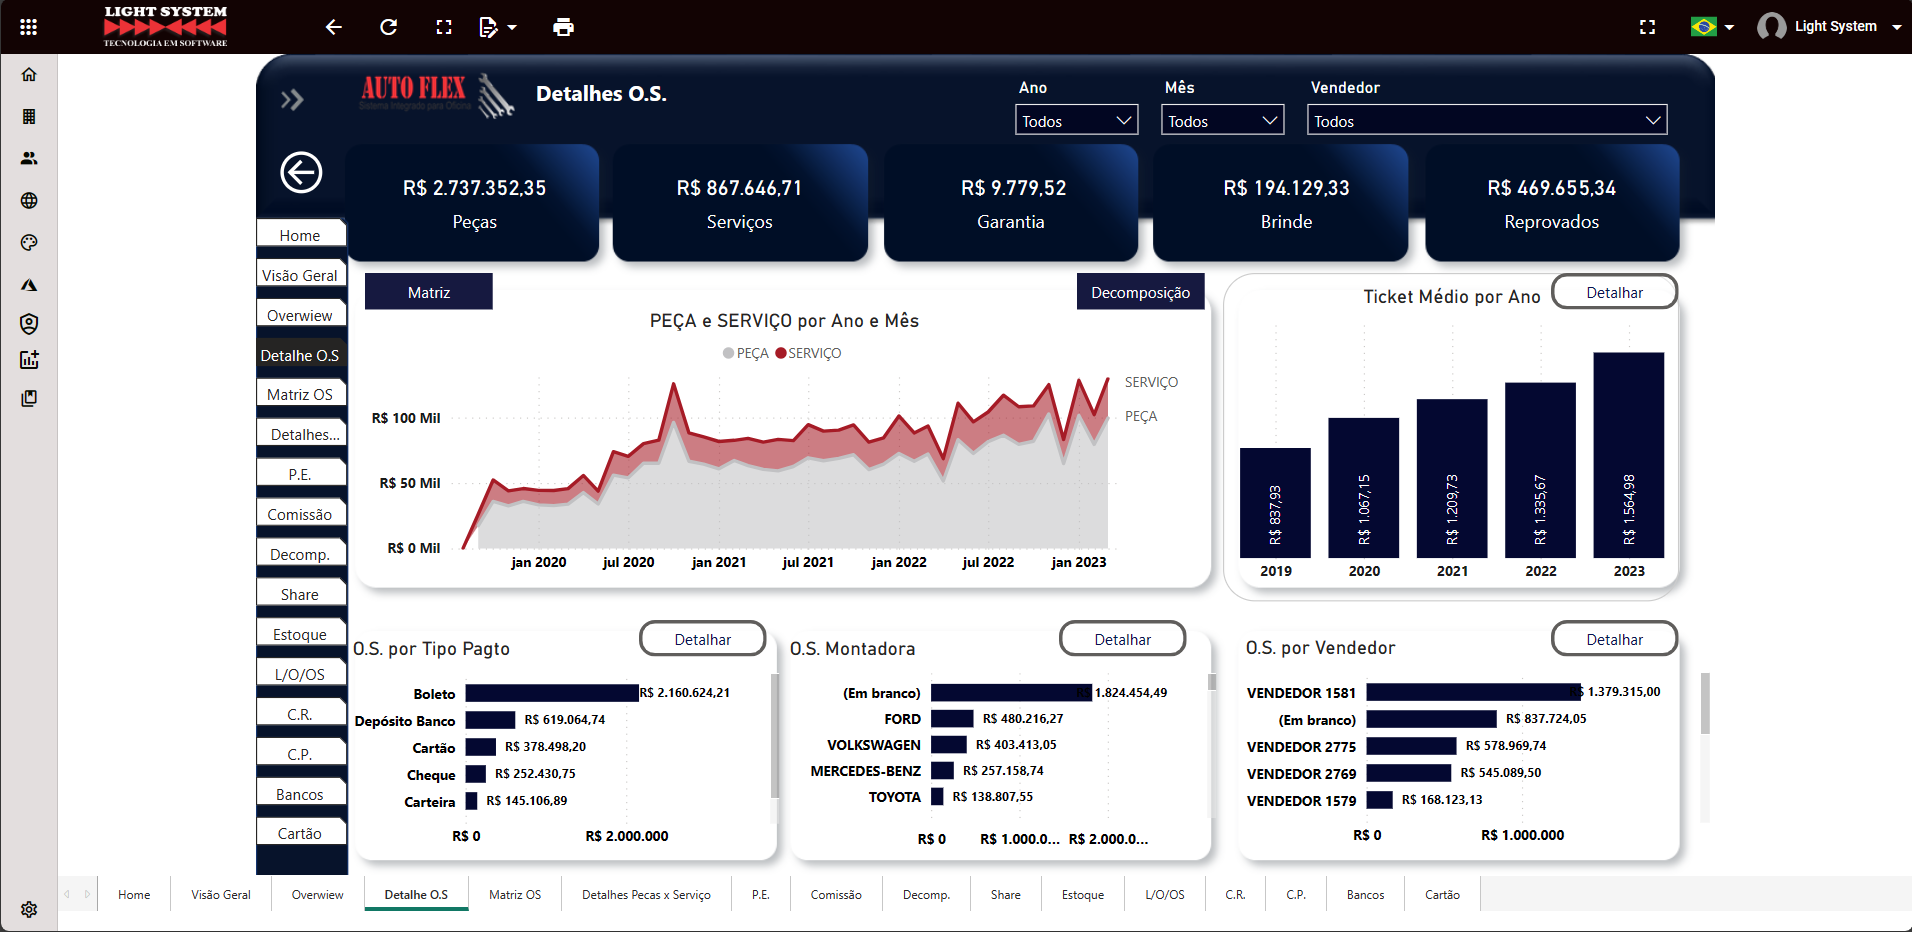 LIGHT SYSTEM
TECNOLOGIA EM SOFTWARE
Light System
AUTO FLEX
Sistema Integrado para Oficina
Detalhes O.S.
Ano
Mês
Vendedor
Todos
Todos
Todos
R$ 2.737.352,35
Peças
R$ 867.646,71
Serviços
R$ 9.779,52
Garantia
R$ 194.129,33
Brinde
R$ 469.655,34
Reprovados
Home
Visão Geral
Overwiew
Detalhe O.S
Matriz OS
Detalhes...
P.E.
Comissão
Decomp.
Share
Estoque
L/O/OS
C.R.
C.P.
Bancos
Cartão
Matriz
Decomposição
PEÇA e SERVIÇO por Ano e Mês
PEÇA
SERVIÇO
SERVIÇO
PEÇA
R$ 100 Mil
R$ 50 Mil
R$ 0 Mil
jan 2020
jul 2020
jan 2021
jul 2021
jan 2022
jul 2022
jan 2023
Ticket Médio por Ano
Detalhar
R$ 837,93
R$ 1.067,15
R$ 1.209,73
R$ 1.335,67
R$ 1.564,98
2019
2020
2021
2022
2023
O.S. por Tipo Pagto
Detalhar
Boleto R$ 2.160.624,21
Depósito Banco R$ 619.064,74
Cartão R$ 378.498,20
Cheque R$ 252.430,75
Carteira R$ 145.106,89
R$ 0
R$ 2.000.000
O.S. Montadora
Detalhar
(Em branco) R$ 1.824.454,49
FORD R$ 480.216,27
VOLKSWAGEN R$ 403.413,05
MERCEDES-BENZ R$ 257.158,74
TOYOTA R$ 138.807,55
R$ 0
R$ 1.000.0...
R$ 2.000.0...
O.S. por Vendedor
Detalhar
VENDEDOR 1581 R$ 1.379.315,00
(Em branco) R$ 837.724,05
VENDEDOR 2775 R$ 578.969,74
VENDEDOR 2769 R$ 545.089,50
VENDEDOR 1579 R$ 168.123,13
R$ 0
R$ 1.000.000
Home
Visão Geral
Overwiew
Detalhe O.S
Matriz OS
Detalhes Pecas x Serviço
P.E.
Comissão
Decomp.
Share
Estoque
L/O/OS
C.R.
C.P.
Bancos
Cartão